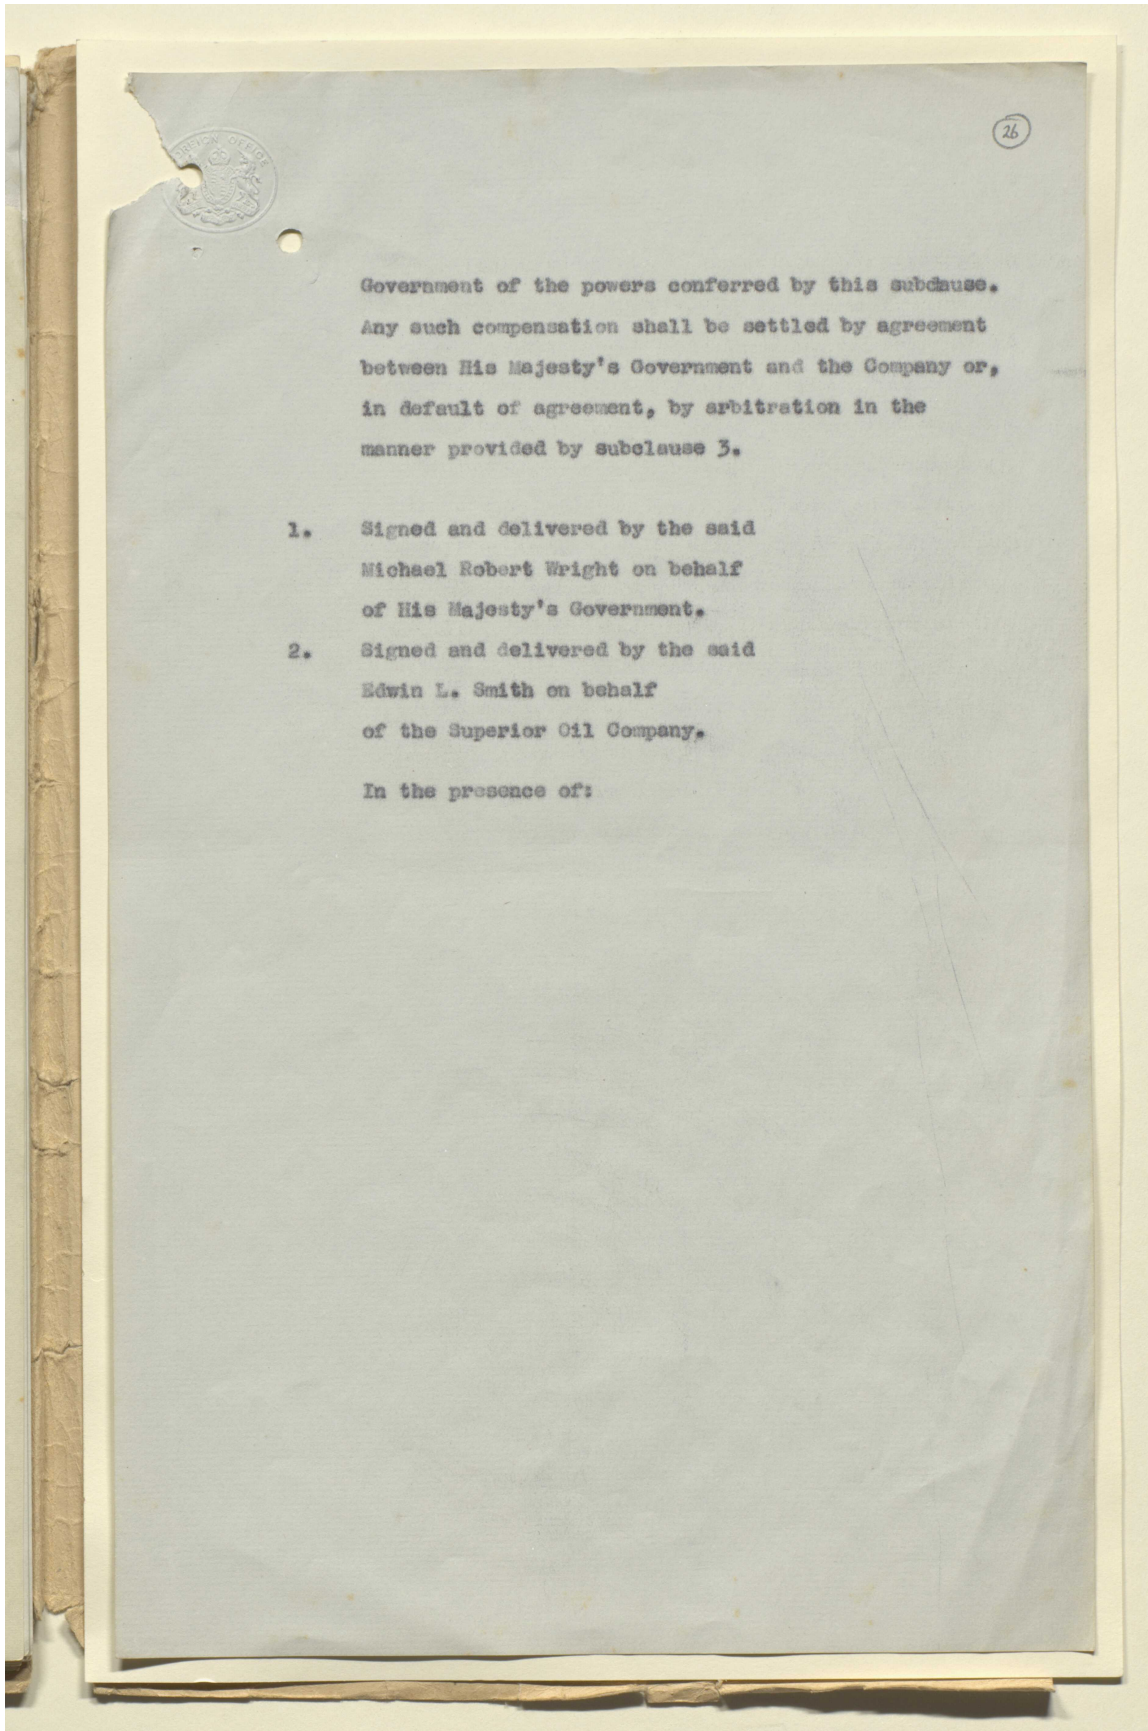 26
FOREIGN OFFICE
Government of the powers conferred by this subclause.
Any such compensation shall be settled by agreement
between His Majesty's Government and the Company or,
in default of agreement, by arbitration in the
manner provided by subclause 3.
1. Signed and delivered by the said
Michael Robert Wright on behalf
of His Majesty's Government.
2. Signed and delivered by the said
Edwin L. Smith on behalf
of the Superior Oil Company.
In the presence of: